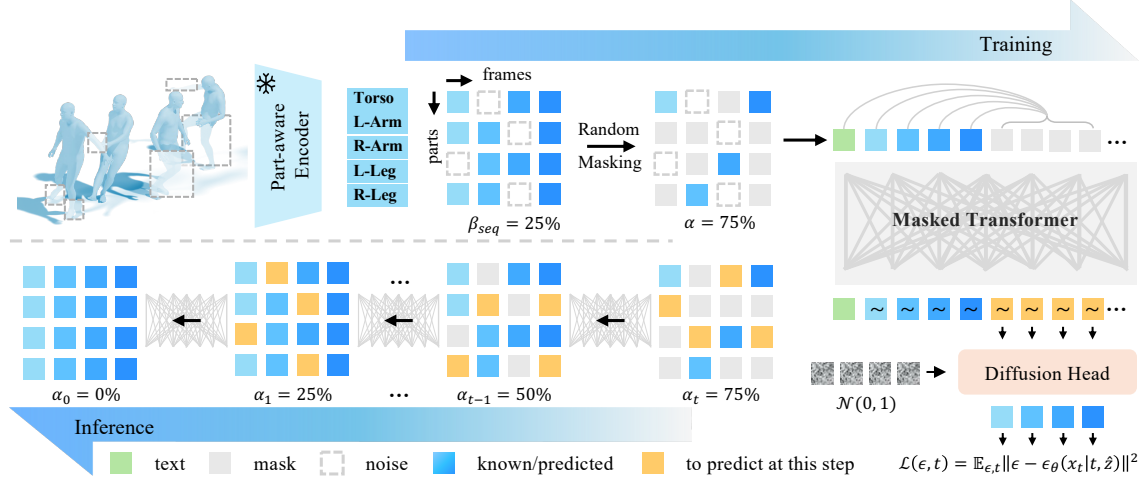 Training
frames
Part-aware
Encoder
Torso
L-Arm
R-Arm
L-Leg
R-Leg
parts
Random
Masking
β_seq = 25%
α = 75%
...
Masked Transformer
...
~ ~ ~ ~ ~ ~ ~ ~ ...
α_0 = 0%
α_1 = 25%
...
α_{t−1} = 50%
α_t = 75%
𝒩(0, 1)
Diffusion Head
Inference
text
mask
noise
known/predicted
to predict at this step
ℒ(ϵ, t) = 𝔼_{ϵ,t}‖ϵ − ϵ_θ(x_t|t, ẑ)‖²